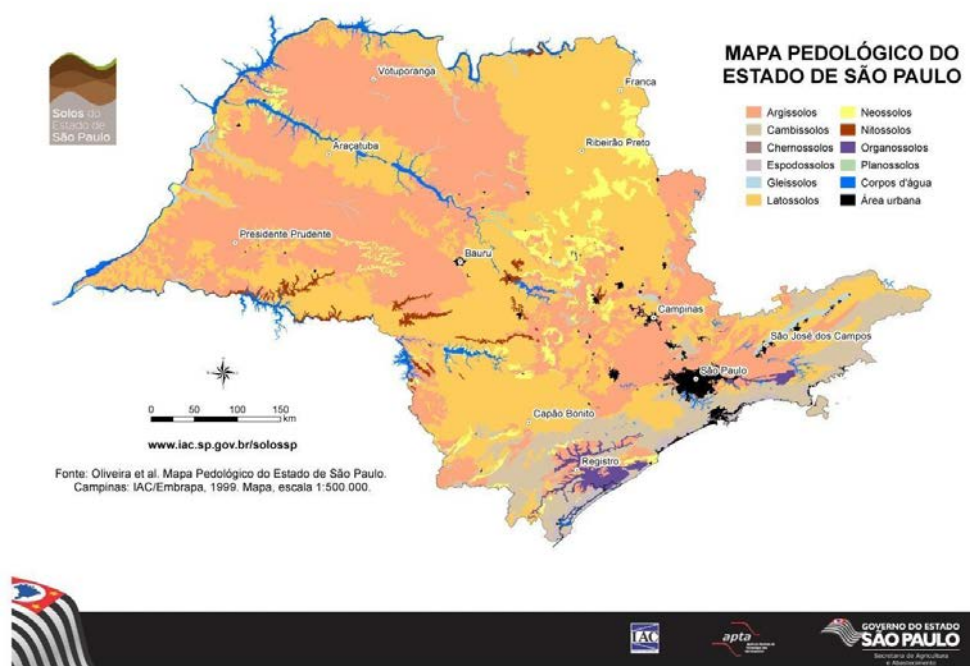 Solos do
Estado de
São Paulo
MAPA PEDOLÓGICO DO
ESTADO DE SÃO PAULO
Argissolos
Cambissolos
Chernossolos
Espodossolos
Gleissolos
Latossolos
Neossolos
Nitossolos
Organossolos
Planossolos
Corpos d'água
Área urbana
Votuporanga
Franca
Araçatuba
Ribeirão Preto
Presidente Prudente
Bauru
Campinas
São José dos Campos
São Paulo
Capão Bonito
Registro
0 50 100 150
km
www.iac.sp.gov.br/solossp
Fonte: Oliveira et al. Mapa Pedológico do Estado de São Paulo.
Campinas: IAC/Embrapa, 1999. Mapa, escala 1:500.000.
IAC
apta
GOVERNO DO ESTADO
SÃO PAULO
Secretaria de Agricultura
e Abastecimento